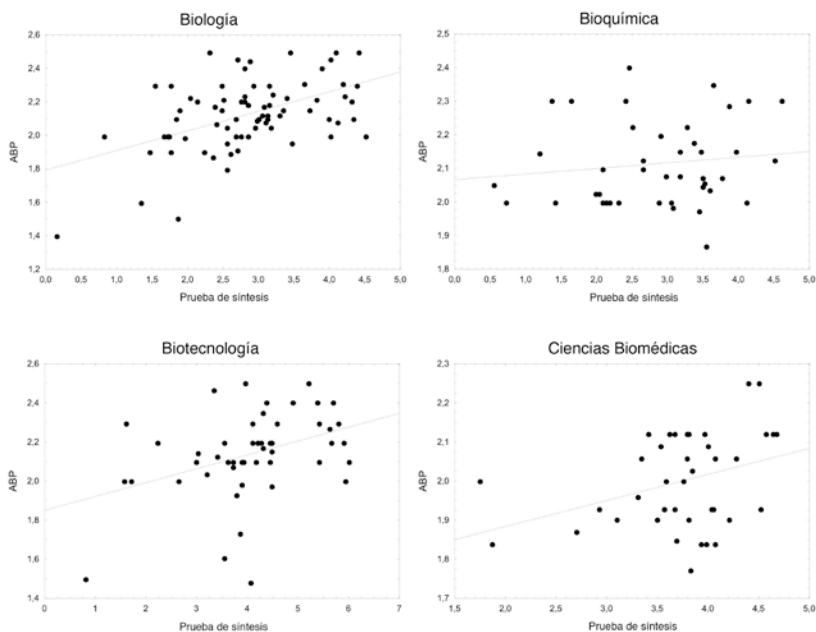 Biología
2,6
2,4
2,2
2,0
1,8
1,6
1,4
1,2
ABP
0,0 0,5 1,0 1,5 2,0 2,5 3,0 3,5 4,0 4,5 5,0
Prueba de síntesis
Bioquímica
2,5
2,4
2,3
2,2
2,1
2,0
1,9
1,8
ABP
0,0 0,5 1,0 1,5 2,0 2,5 3,0 3,5 4,0 4,5 5,0
Prueba de síntesis
Biotecnología
2,6
2,4
2,2
2,0
1,8
1,6
1,4
ABP
0 1 2 3 4 5 6 7
Prueba de síntesis
Ciencias Biomédicas
2,3
2,2
2,1
2,0
1,9
1,8
1,7
ABP
1,5 2,0 2,5 3,0 3,5 4,0 4,5 5,0
Prueba de síntesis